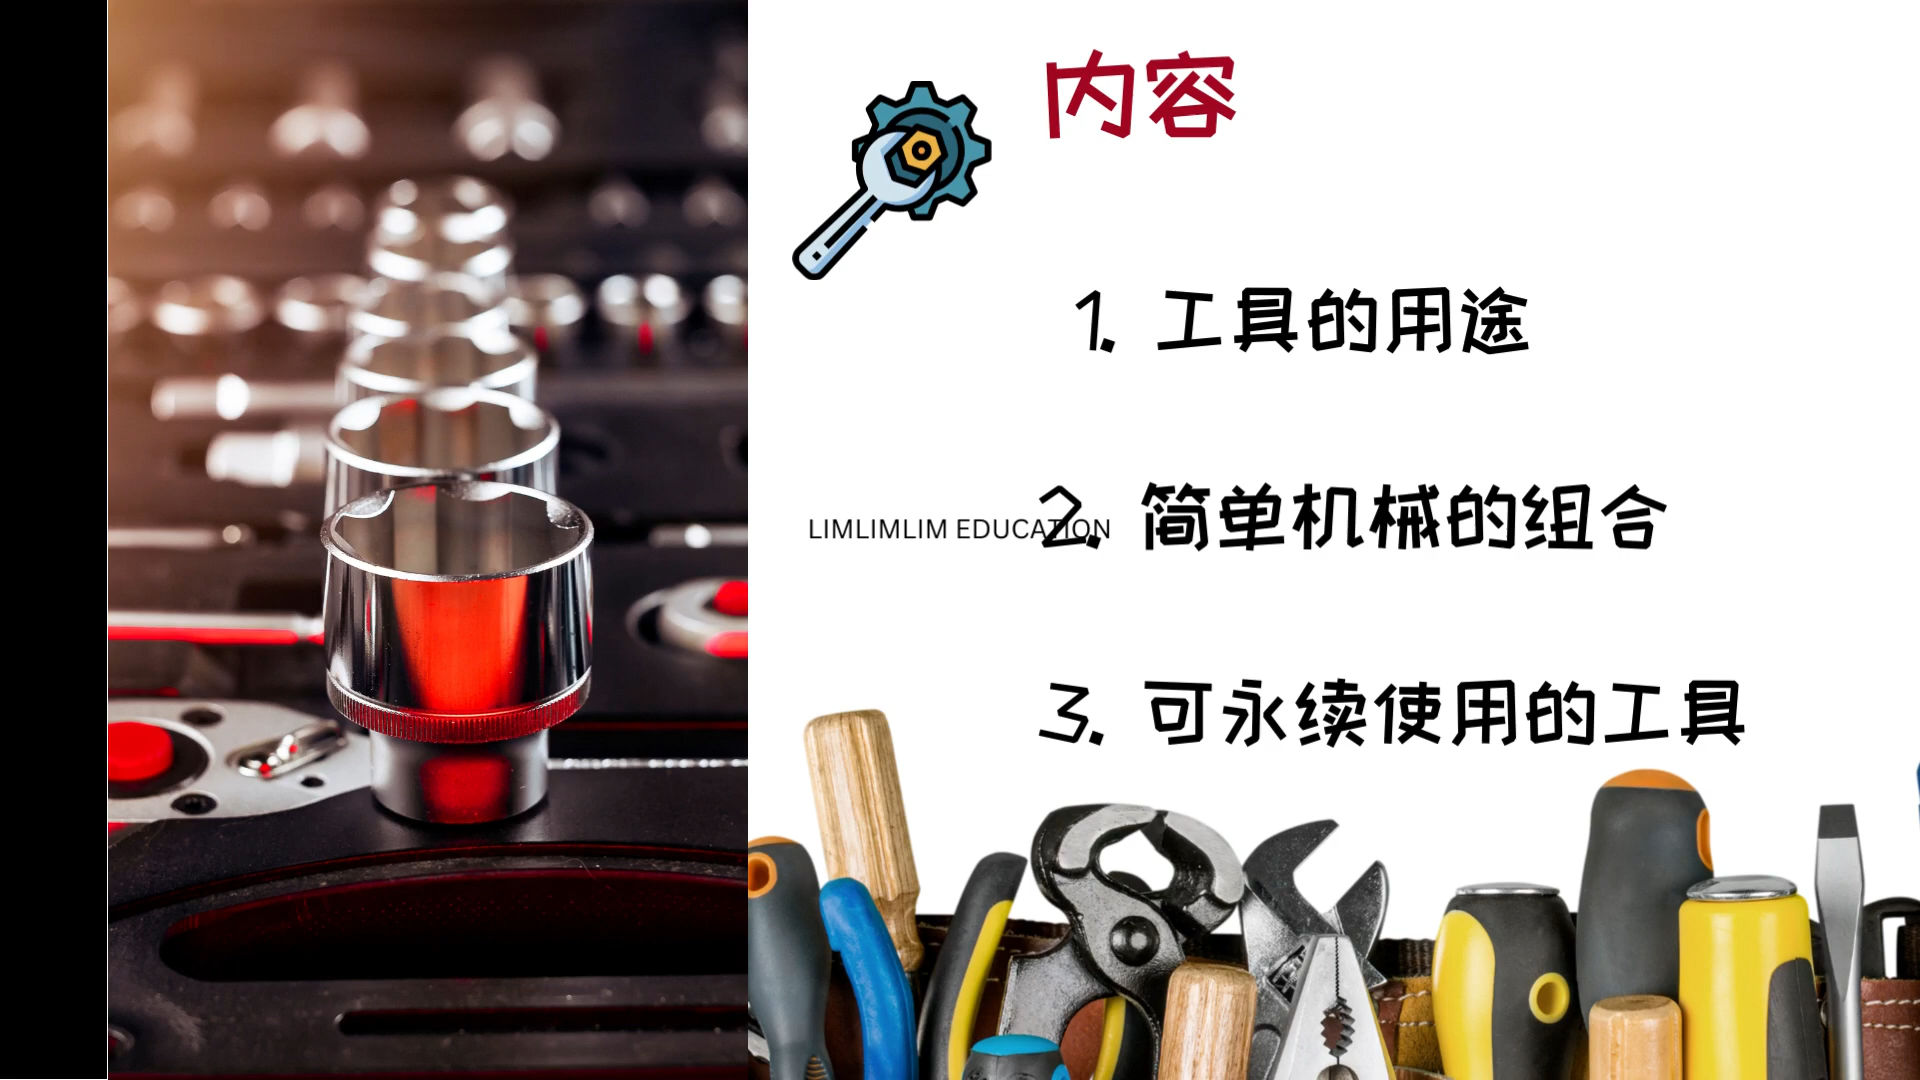 内容
1. 工具的用途
LIMLIMLIM EDUCATION
2. 简单机械的组合
3. 可永续使用的工具